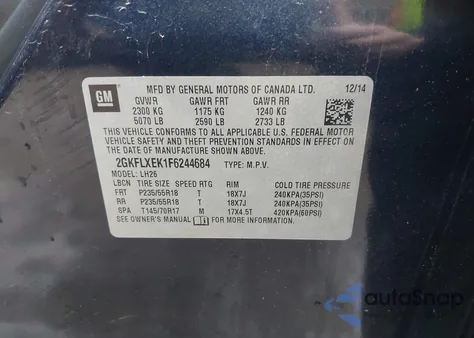 GM
MFD BY GENERAL MOTORS OF CANADA LTD. 12/14
GVWR GAWR FRT GAWR RR
2300 KG 1175 KG 1240 KG
5070 LB 2590 LB 2733 LB
THIS VEHICLE CONFORMS TO ALL APPLICABLE U.S. FEDERAL MOTOR
VEHICLE SAFETY AND THEFT PREVENTION STANDARDS IN EFFECT ON
THE DATE OF MANUFACTURE SHOWN ABOVE.
2GKFLXEK1F6244684 TYPE: M.P.V.
MODEL: LH26
LBCN TIRE SIZE SPEED RTG RIM COLD TIRE PRESSURE
FRT P235/55R18 T 18X7J 240KPA(35PSI)
RR P235/55R18 T 18X7J 240KPA(35PSI)
SPA T145/70R17 M 17X4.5T 420KPA(60PSI)
SEE OWNER'S MANUAL FOR MORE INFORMATION.
autoSnap